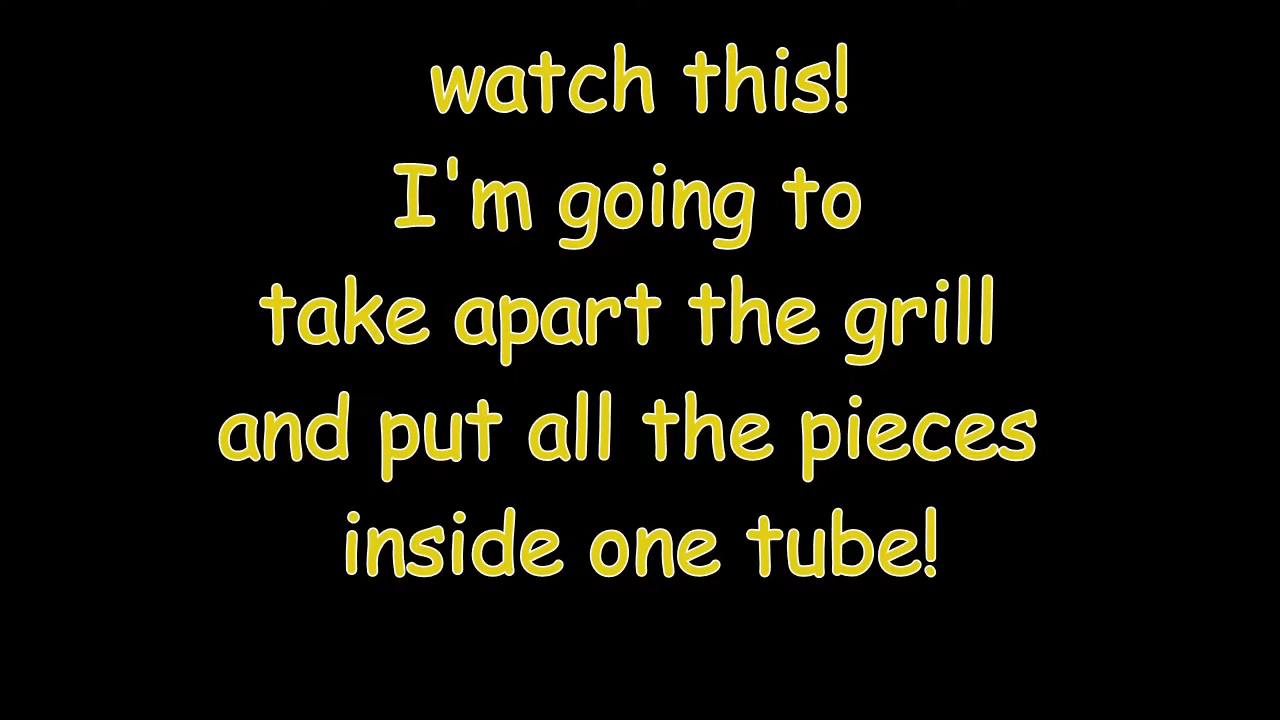 watch this!
I'm going to
take apart the grill
and put all the pieces
inside one tube!